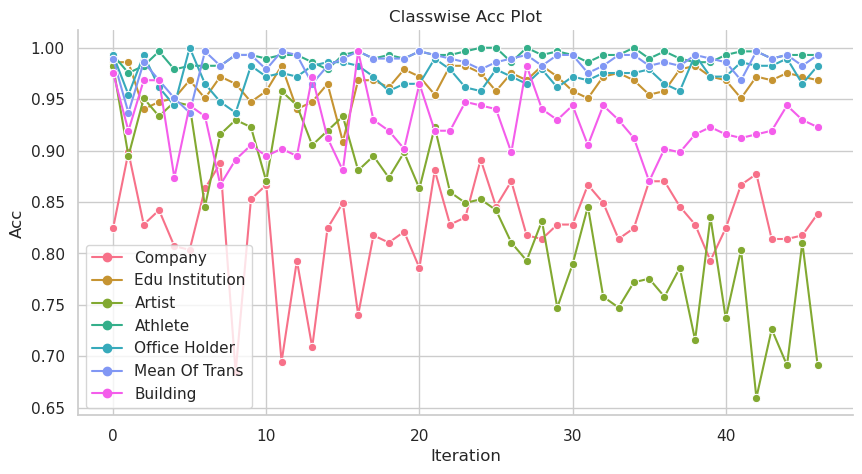 Classwise Acc Plot
1.00
0.95
0.90
0.85
0.80
0.75
0.70
0.65
Acc
Company
Edu Institution
Artist
Athlete
Office Holder
Mean Of Trans
Building
0 10 20 30 40
Iteration